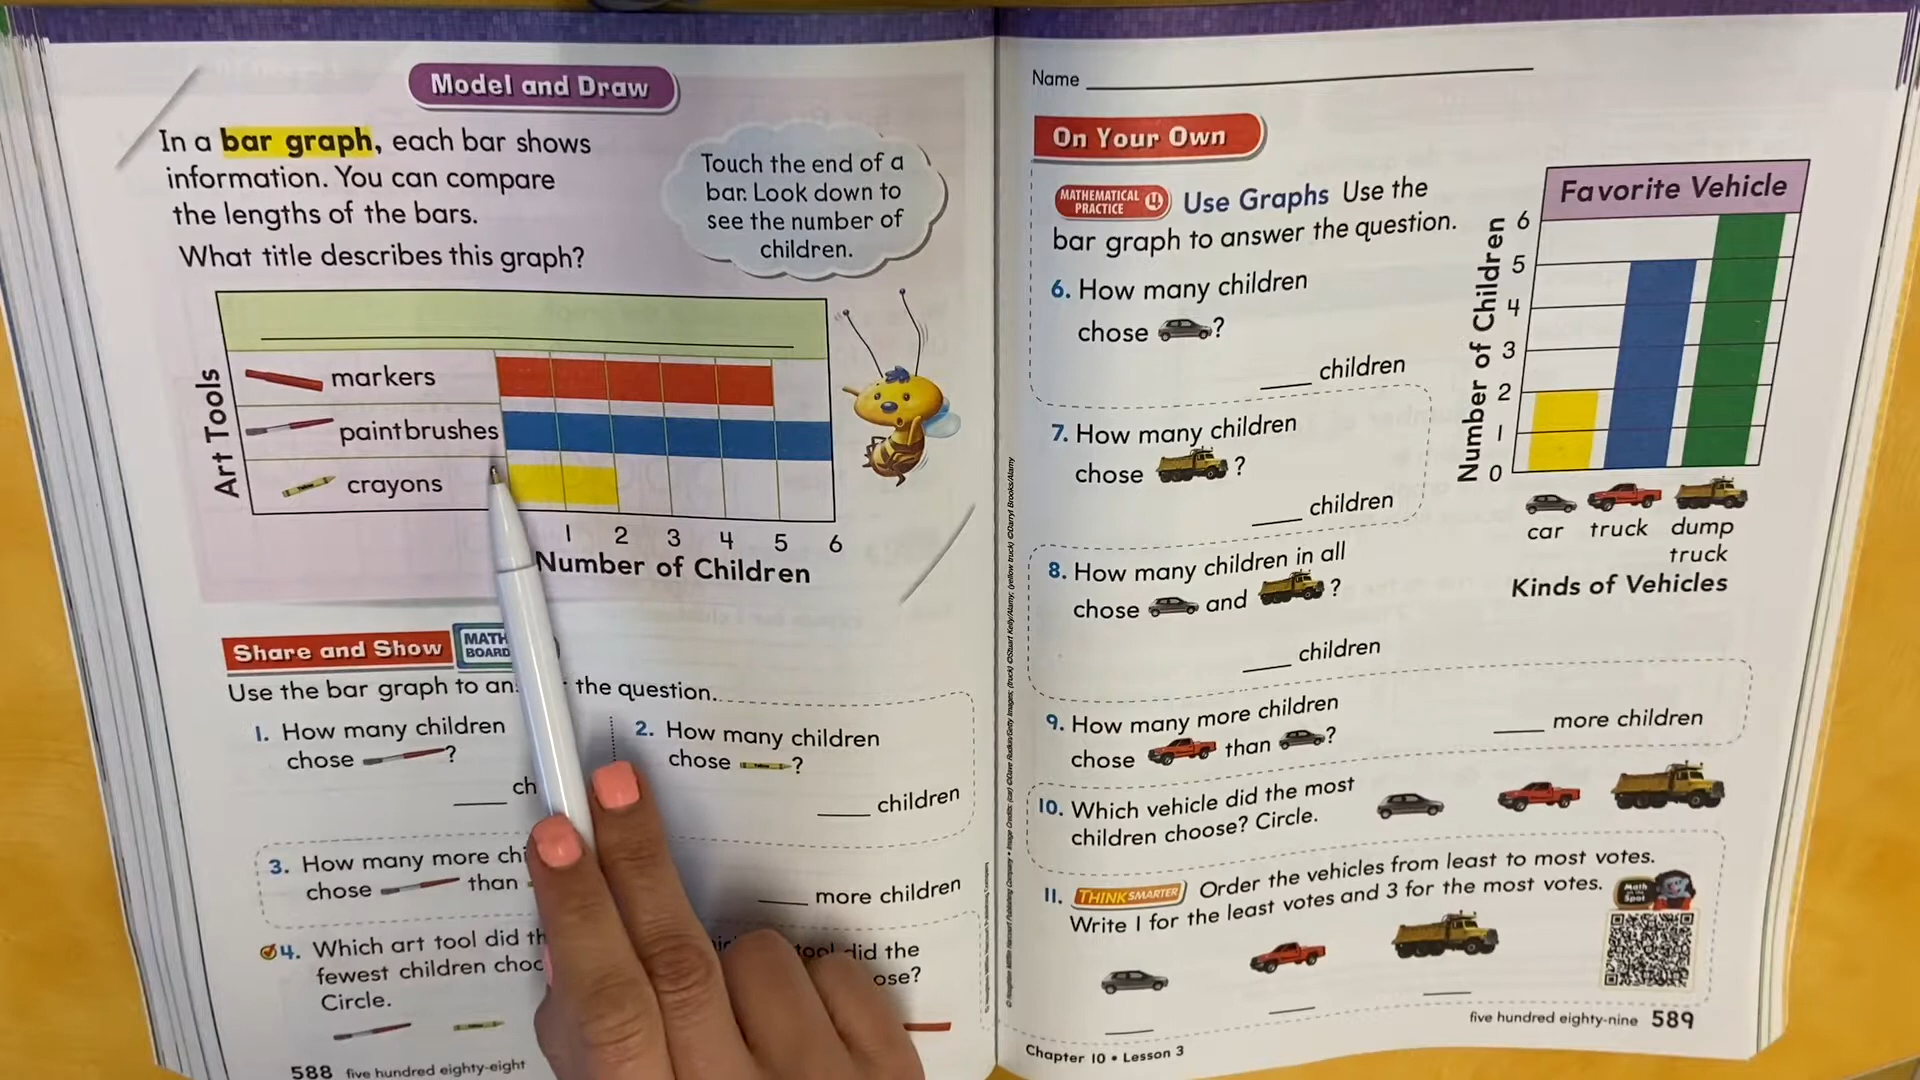 Model and Draw
In a bar graph, each bar shows
information. You can compare
the lengths of the bars.
What title describes this graph?
Touch the end of a
bar. Look down to
see the number of
children.
Art Tools
markers
paintbrushes
crayons
1 2 3 4 5 6
Number of Children
Share and Show
MATH
BOARD
Use the bar graph to the question.
1. How many children
chose ?
2. How many children
chose ?
children
3. How many more
chose than
more children
4. Which art tool did
fewest children
Circle.
did the
588 five hundred eighty-eight
Name
On Your Own
MATHEMATICAL
PRACTICE 4
Use Graphs Use the
bar graph to answer the question.
Favorite Vehicle
Number of Children
6
5
4
3
2
1
0
car truck dump
truck
Kinds of Vehicles
6. How many children
chose ?
children
7. How many children
chose ?
children
8. How many children in all
chose and ?
children
9. How many more children
chose than ?
more children
10. Which vehicle did the most
children choose? Circle.
11. THINK SMARTER Order the vehicles from least to most votes.
Write 1 for the least votes and 3 for the most votes.
Math
on the
Spot
Chapter 10 • Lesson 3
five hundred eighty-nine 589